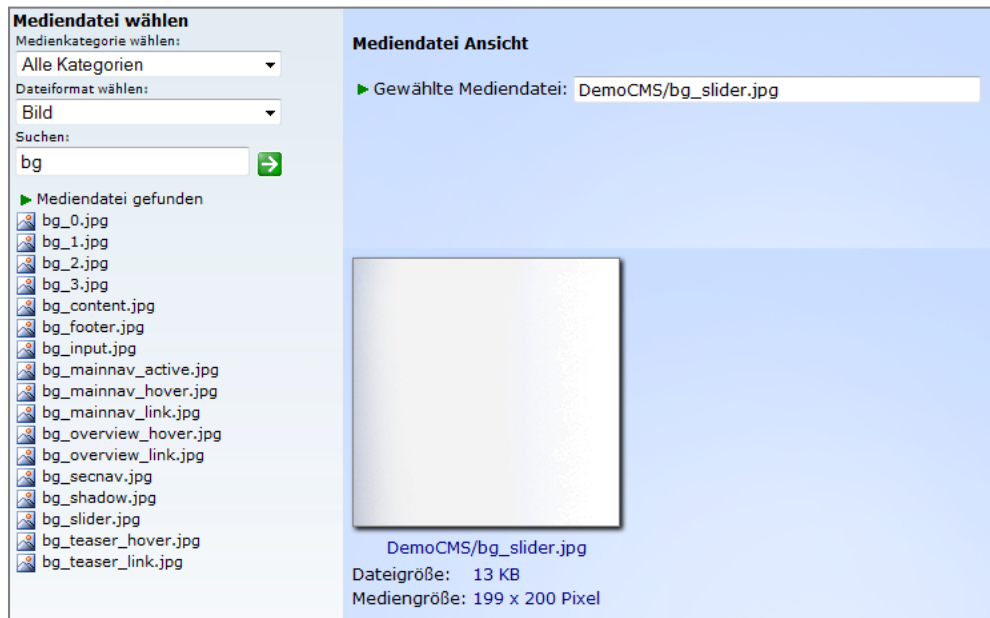 Mediendatei wählen
Medienkategorie wählen:
Alle Kategorien
Dateiformat wählen:
Bild
Suchen:
bg
Mediendatei gefunden
bg_0.jpg
bg_1.jpg
bg_2.jpg
bg_3.jpg
bg_content.jpg
bg_footer.jpg
bg_input.jpg
bg_mainnav_active.jpg
bg_mainnav_hover.jpg
bg_mainnav_link.jpg
bg_overview_hover.jpg
bg_overview_link.jpg
bg_secnav.jpg
bg_shadow.jpg
bg_slider.jpg
bg_teaser_hover.jpg
bg_teaser_link.jpg
Mediendatei Ansicht
Gewählte Mediendatei: DemoCMS/bg_slider.jpg
DemoCMS/bg_slider.jpg
Dateigröße: 13 KB
Mediengröße: 199 x 200 Pixel